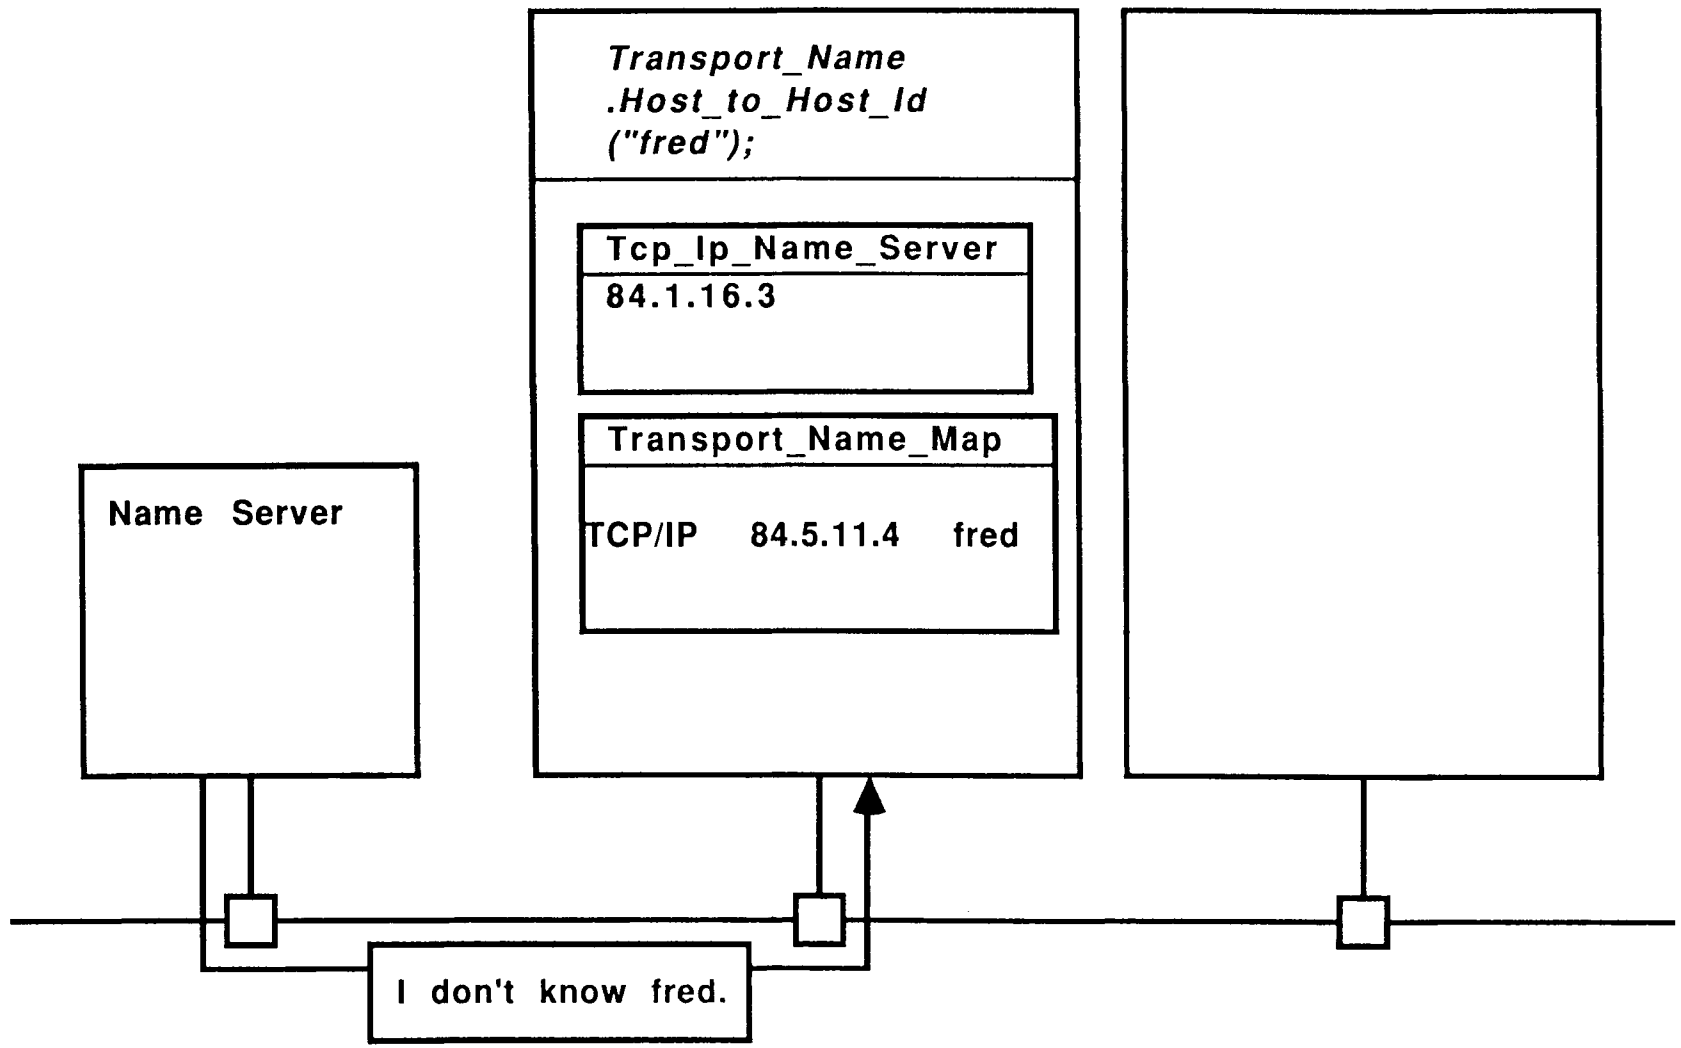 Transport_Name
.Host_to_Host_Id
("fred");
Tcp_Ip_Name_Server
84.1.16.3
Transport_Name_Map
TCP/IP 84.5.11.4 fred
Name Server
I don't know fred.